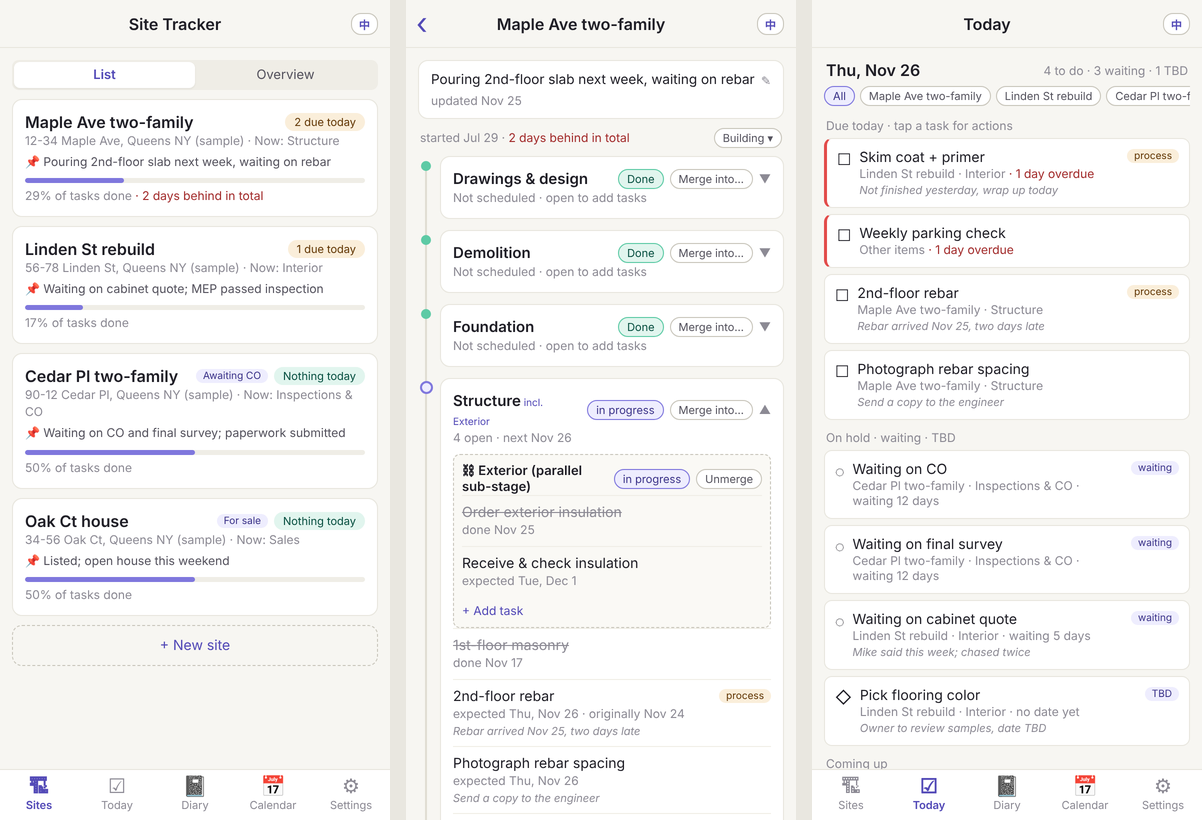 Site Tracker
中
List
Overview
Maple Ave two-family
2 due today
12-34 Maple Ave, Queens NY (sample) · Now: Structure
📌 Pouring 2nd-floor slab next week, waiting on rebar
29% of tasks done · 2 days behind in total
Linden St rebuild
1 due today
56-78 Linden St, Queens NY (sample) · Now: Interior
📌 Waiting on cabinet quote; MEP passed inspection
17% of tasks done
Cedar Pl two-family
Awaiting CO
Nothing today
90-12 Cedar Pl, Queens NY (sample) · Now: Inspections &
CO
📌 Waiting on CO and final survey; paperwork submitted
50% of tasks done
Oak Ct house
For sale
Nothing today
34-56 Oak Ct, Queens NY (sample) · Now: Sales
📌 Listed; open house this weekend
50% of tasks done
+ New site
Sites
Today
Diary
Calendar
Settings
Maple Ave two-family
中
Pouring 2nd-floor slab next week, waiting on rebar ✎
updated Nov 25
started Jul 29 · 2 days behind in total
Building ▾
Drawings & design
Done
Merge into... ▼
Not scheduled · open to add tasks
Demolition
Done
Merge into... ▼
Not scheduled · open to add tasks
Foundation
Done
Merge into... ▼
Not scheduled · open to add tasks
Structure incl.
Exterior
in progress
Merge into... ▲
4 open · next Nov 26
⛓ Exterior (parallel
sub-stage)
in progress
Unmerge
Order exterior insulation
done Nov 25
Receive & check insulation
expected Tue, Dec 1
+ Add task
1st-floor masonry
done Nov 17
2nd-floor rebar
process
expected Thu, Nov 26 · originally Nov 24
Rebar arrived Nov 25, two days late
Photograph rebar spacing
expected Thu, Nov 26
Send a copy to the engineer
Today
中
Thu, Nov 26
4 to do · 3 waiting · 1 TBD
All
Maple Ave two-family
Linden St rebuild
Cedar Pl two-f
Due today · tap a task for actions
Skim coat + primer
process
Linden St rebuild · Interior · 1 day overdue
Not finished yesterday, wrap up today
Weekly parking check
Other items · 1 day overdue
2nd-floor rebar
process
Maple Ave two-family · Structure
Rebar arrived Nov 25, two days late
Photograph rebar spacing
Maple Ave two-family · Structure
Send a copy to the engineer
On hold · waiting · TBD
Waiting on CO
waiting
Cedar Pl two-family · Inspections & CO ·
waiting 12 days
Waiting on final survey
waiting
Cedar Pl two-family · Inspections & CO ·
waiting 12 days
Waiting on cabinet quote
waiting
Linden St rebuild · Interior · waiting 5 days
Mike said this week; chased twice
Pick flooring color
TBD
Linden St rebuild · Interior · no date yet
Owner to review samples, date TBD
Coming up
Sites
Today
Diary
Calendar
Settings